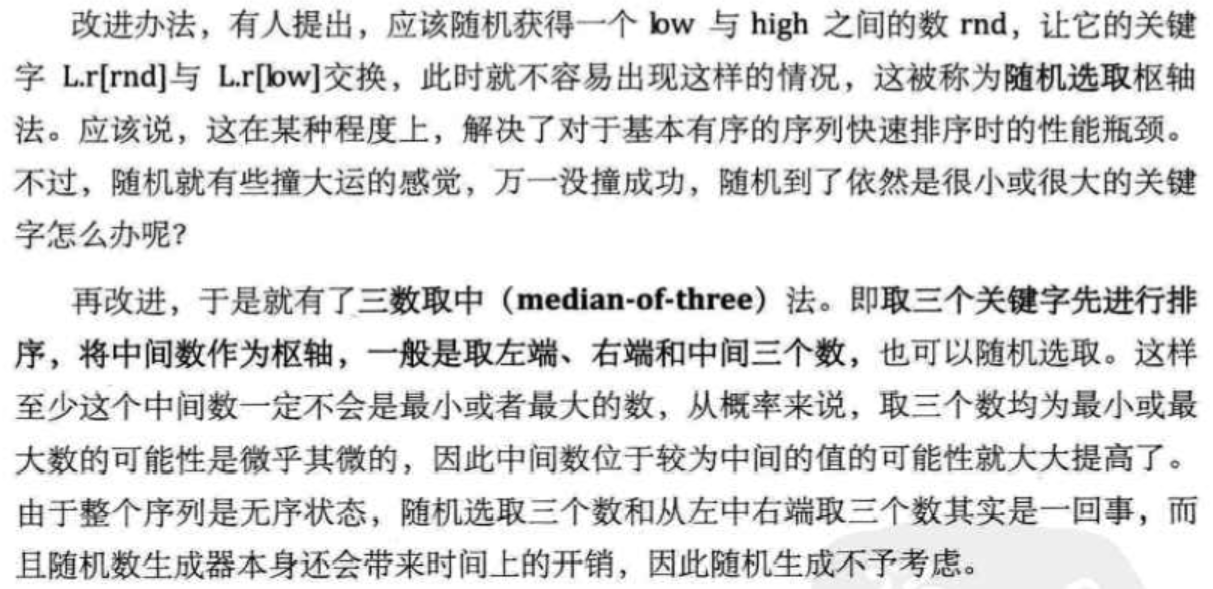 改进办法，有人提出，应该随机获得一个 low 与 high 之间的数 rnd，让它的关键
字 L.r[rnd]与 L.r[low]交换，此时就不容易出现这样的情况，这被称为随机选取枢轴
法。应该说，这在某种程度上，解决了对于基本有序的序列快速排序时的性能瓶颈。
不过，随机就有些撞大运的感觉，万一没撞成功，随机到了依然是很小或很大的关键
字怎么办呢？
再改进，于是就有了三数取中（median-of-three）法。即取三个关键字先进行排
序，将中间数作为枢轴，一般是取左端、右端和中间三个数，也可以随机选取。这样
至少这个中间数一定不会是最小或者最大的数，从概率来说，取三个数均为最小或最
大数的可能性是微乎其微的，因此中间数位于较为中间的值的可能性就大大提高了。
由于整个序列是无序状态，随机选取三个数和从左中右端取三个数其实是一回事，而
且随机数生成器本身还会带来时间上的开销，因此随机生成不予考虑。